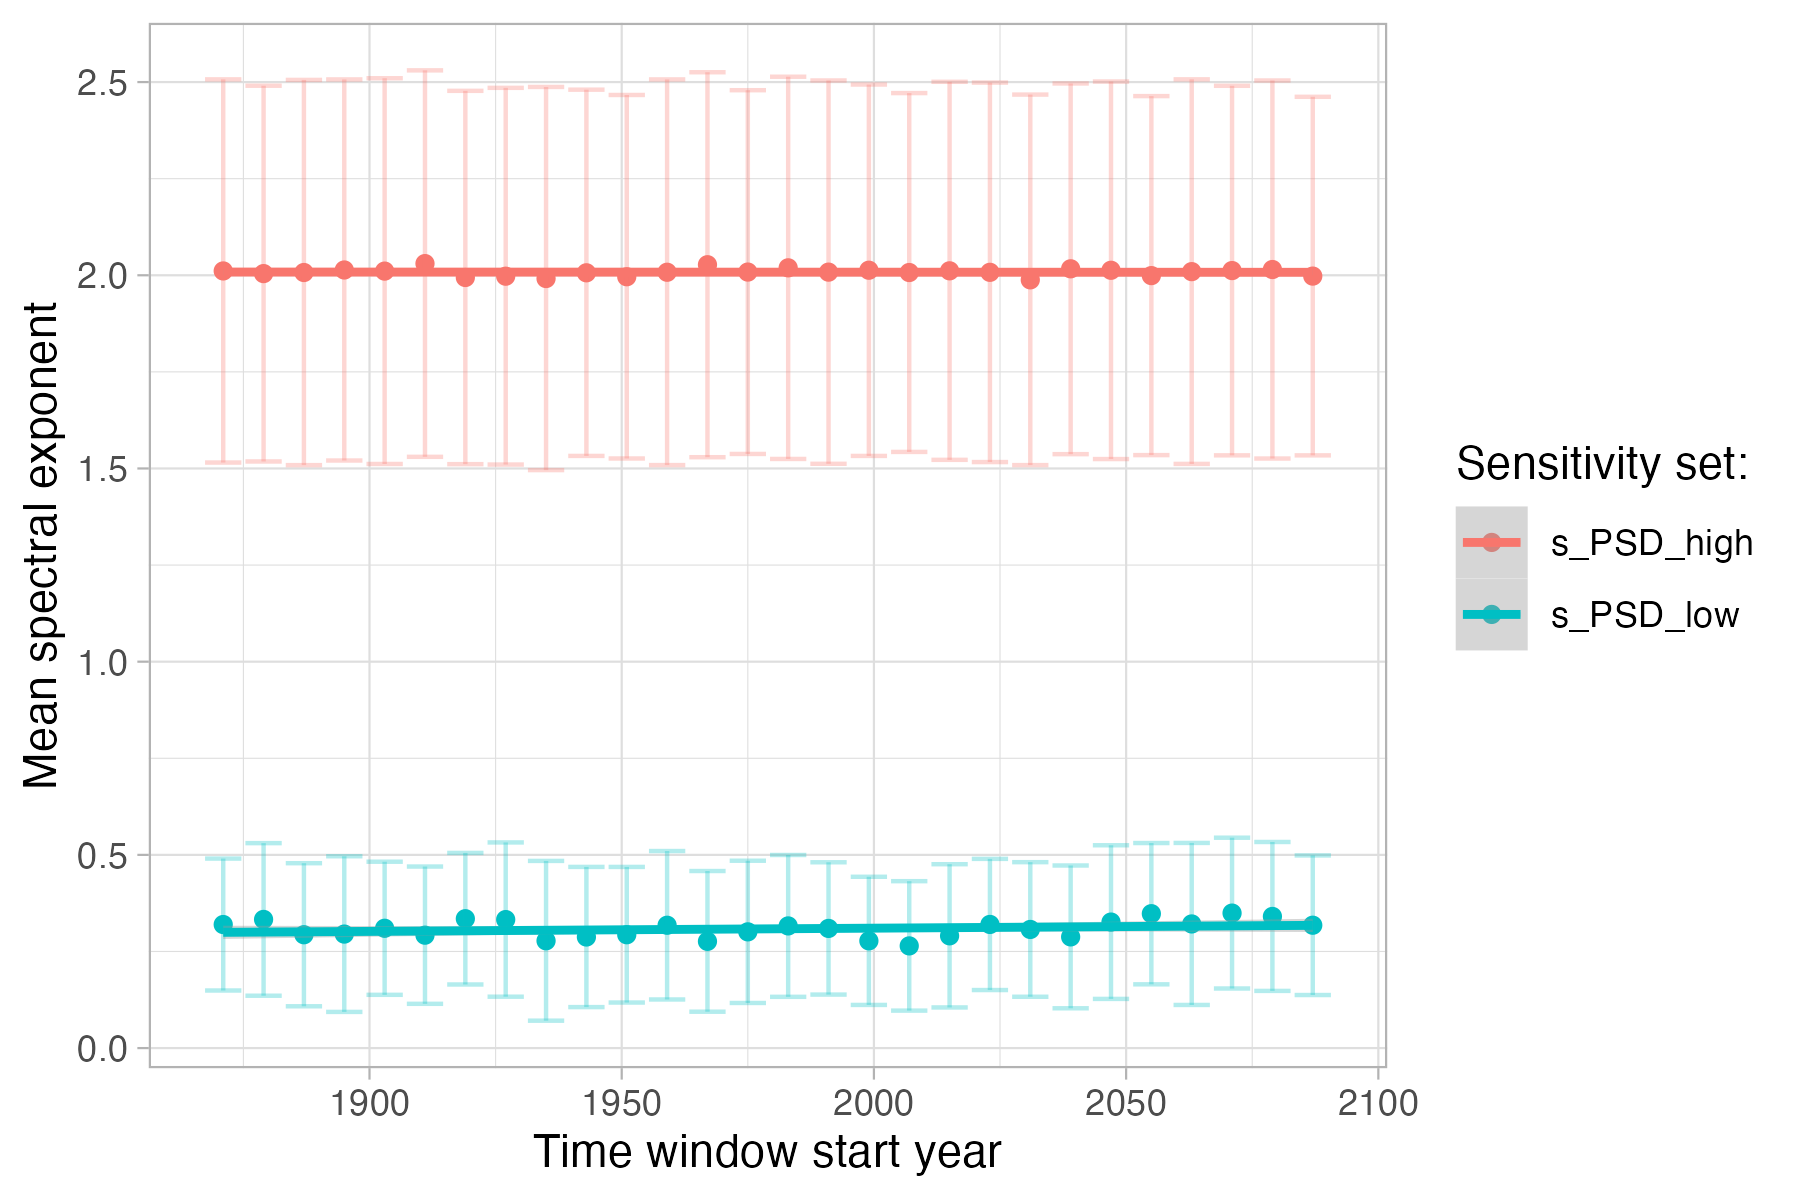 Mean spectral exponent
2.5
2.0
1.5
1.0
0.5
0.0
1900 1950 2000 2050 2100
Time window start year
Sensitivity set:
s_PSD_high
s_PSD_low